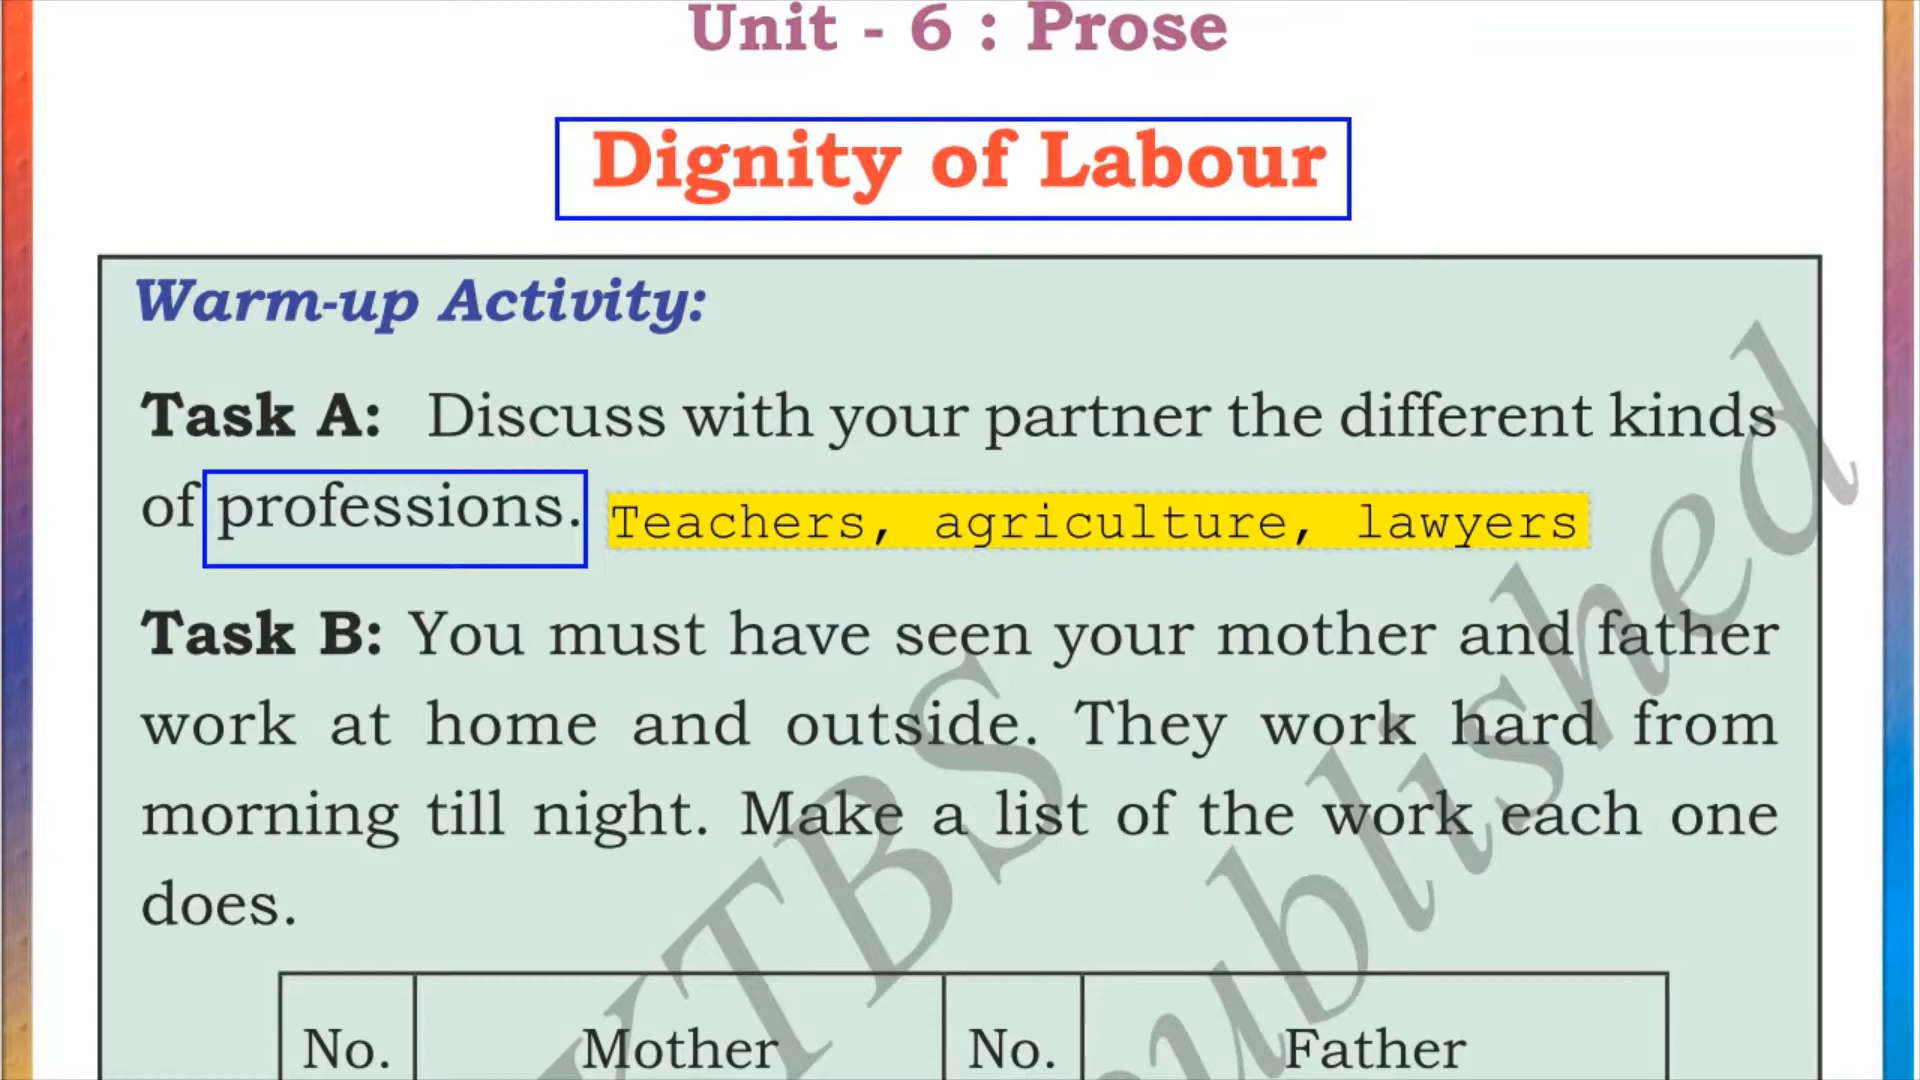 Unit - 6 : Prose
Dignity of Labour
Warm-up Activity:
Task A: Discuss with your partner the different kinds
of professions. Teachers, agriculture, lawyers
Task B: You must have seen your mother and father
work at home and outside. They work hard from
morning till night. Make a list of the work each one
does.
No. Mother No. Father
KTBS
published